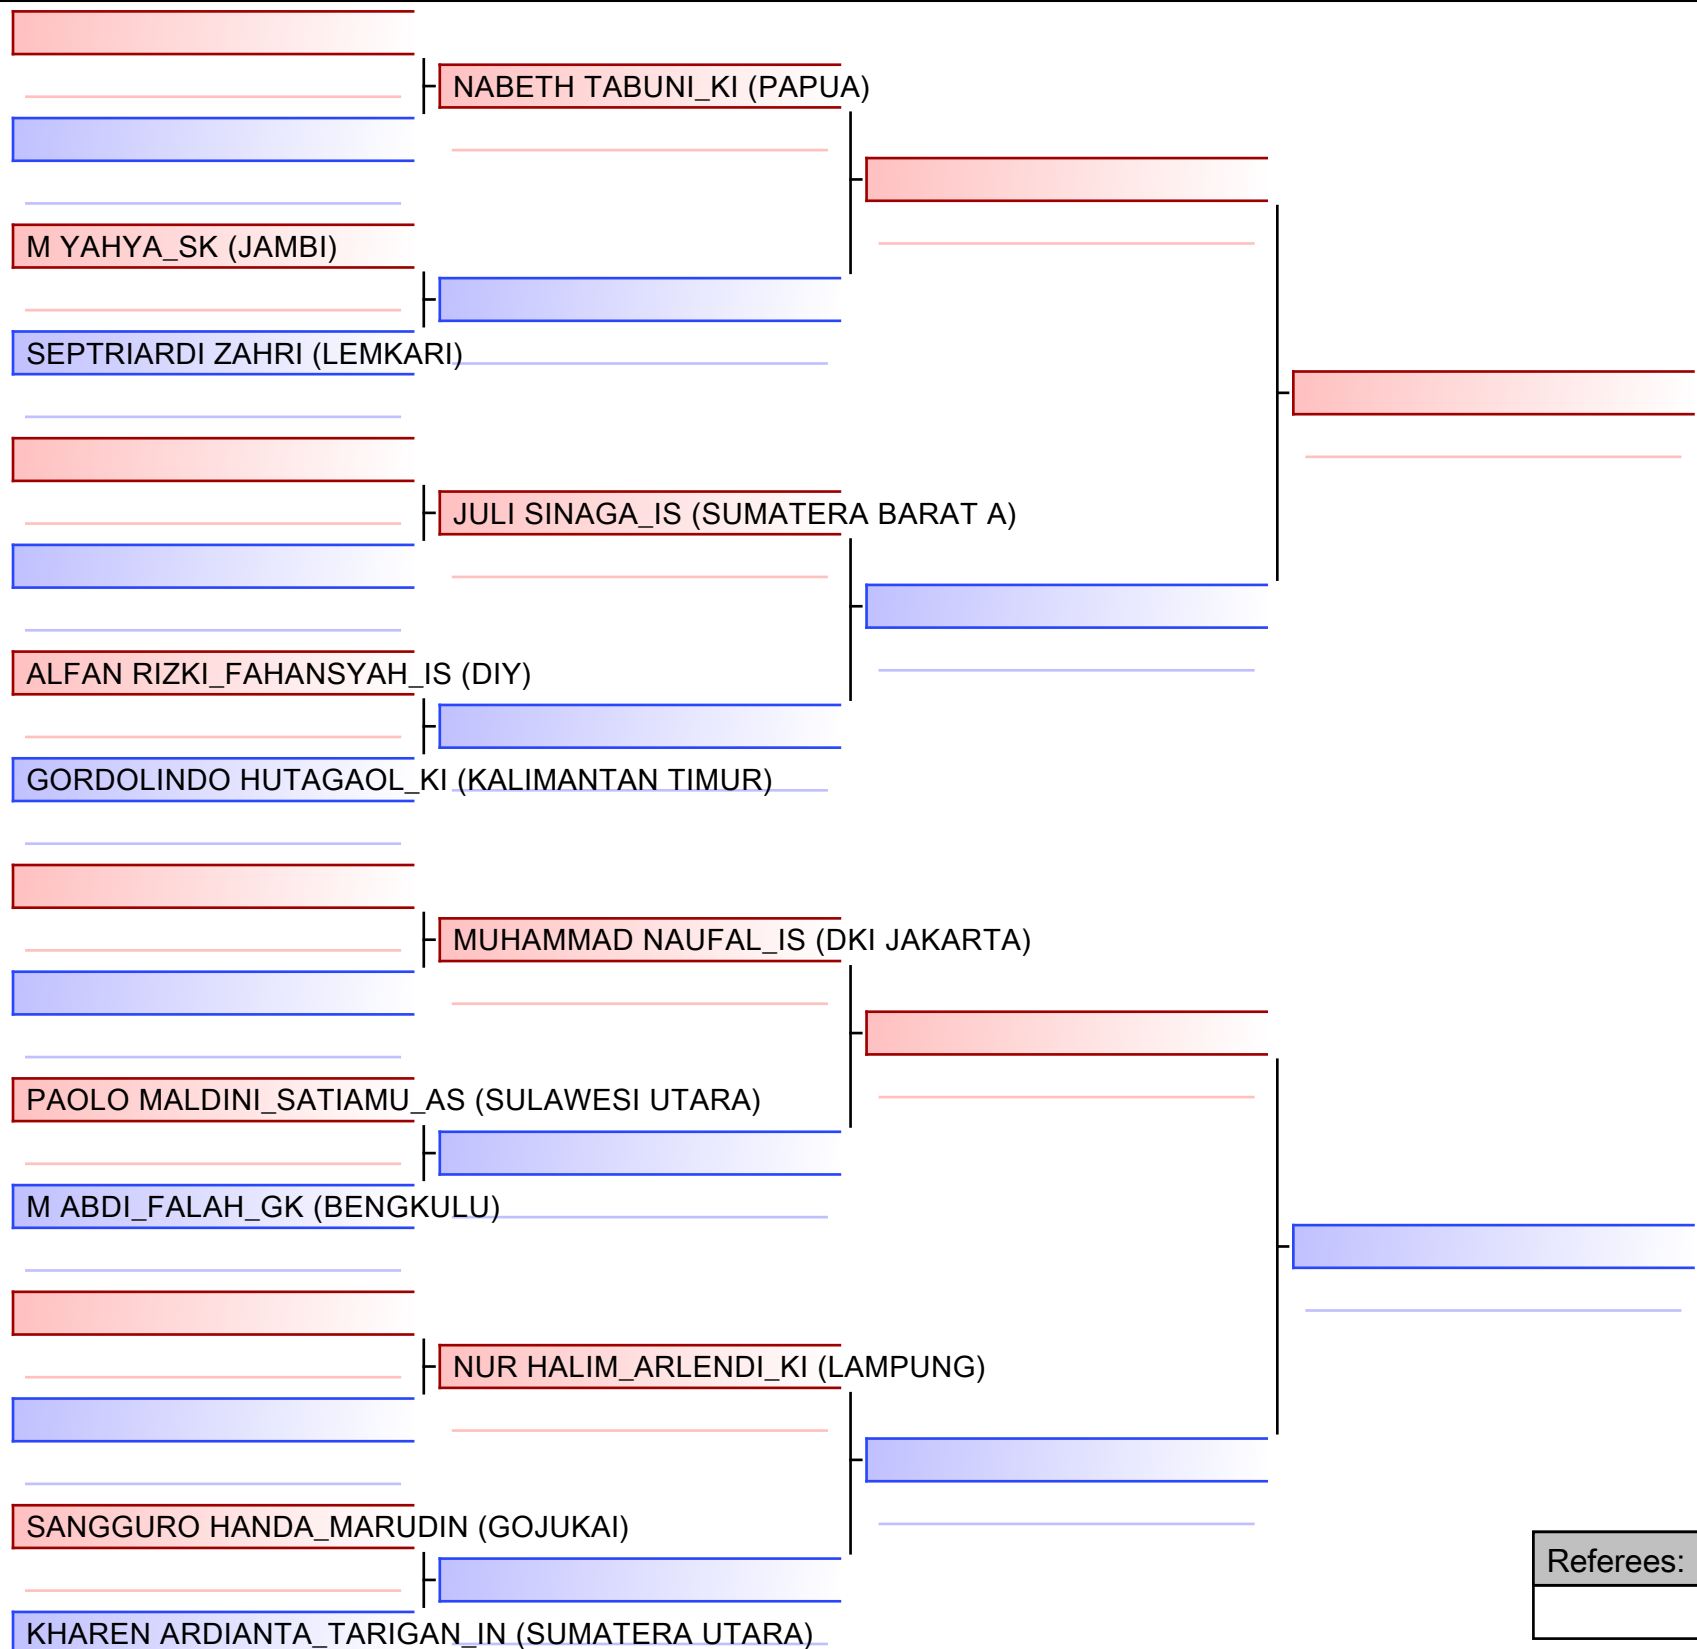 NABETH TABUNI_KI (PAPUA)
M YAHYA_SK (JAMBI)
SEPTRIARDI ZAHRI (LEMKARI)
JULI SINAGA_IS (SUMATERA BARAT A)
ALFAN RIZKI_FAHANSYAH_IS (DIY)
GORDOLINDO HUTAGAOL_KI (KALIMANTAN TIMUR)
MUHAMMAD NAUFAL_IS (DKI JAKARTA)
PAOLO MALDINI_SATIAMU_AS (SULAWESI UTARA)
M ABDI_FALAH_GK (BENGKULU)
NUR HALIM_ARLENDI_KI (LAMPUNG)
SANGGURO HANDA_MARUDIN (GOJUKAI)
Referees:
KHAREN ARDIANTA_TARIGAN_IN (SUMATERA UTARA)